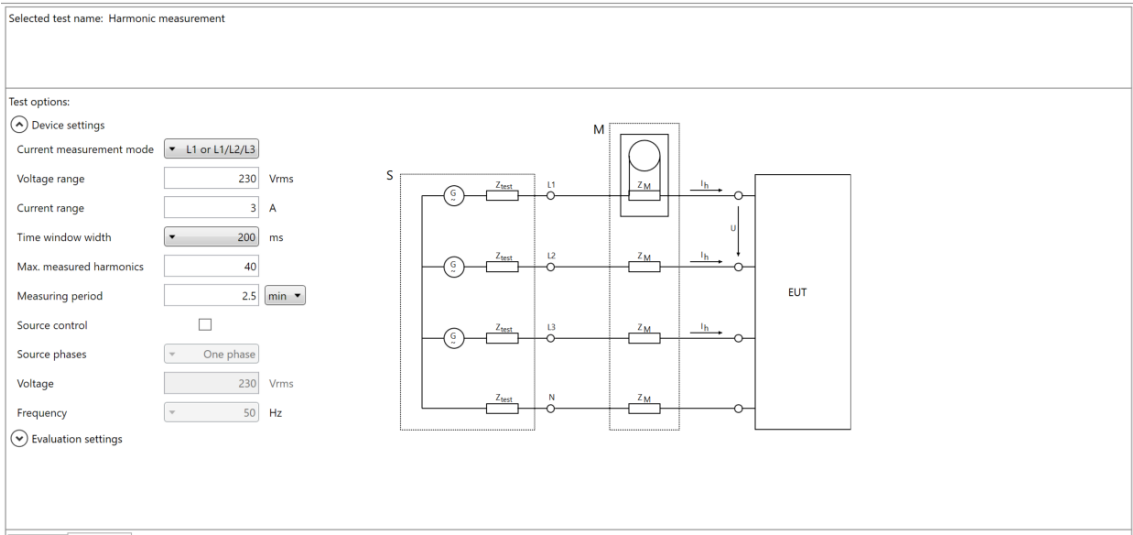 Selected test name: Harmonic measurement
Test options:
Device settings
Current measurement mode L1 or L1/L2/L3
Voltage range 230 Vrms
Current range 3 A
Time window width 200 ms
Max. measured harmonics 40
Measuring period 2.5 min
Source control
Source phases One phase
Voltage 230 Vrms
Frequency 50 Hz
Evaluation settings
M
S
G ~ Ztest L1 ZM Ih
U
G ~ Ztest L2 ZM Ih
EUT
G ~ Ztest L3 ZM Ih
Ztest N ZM